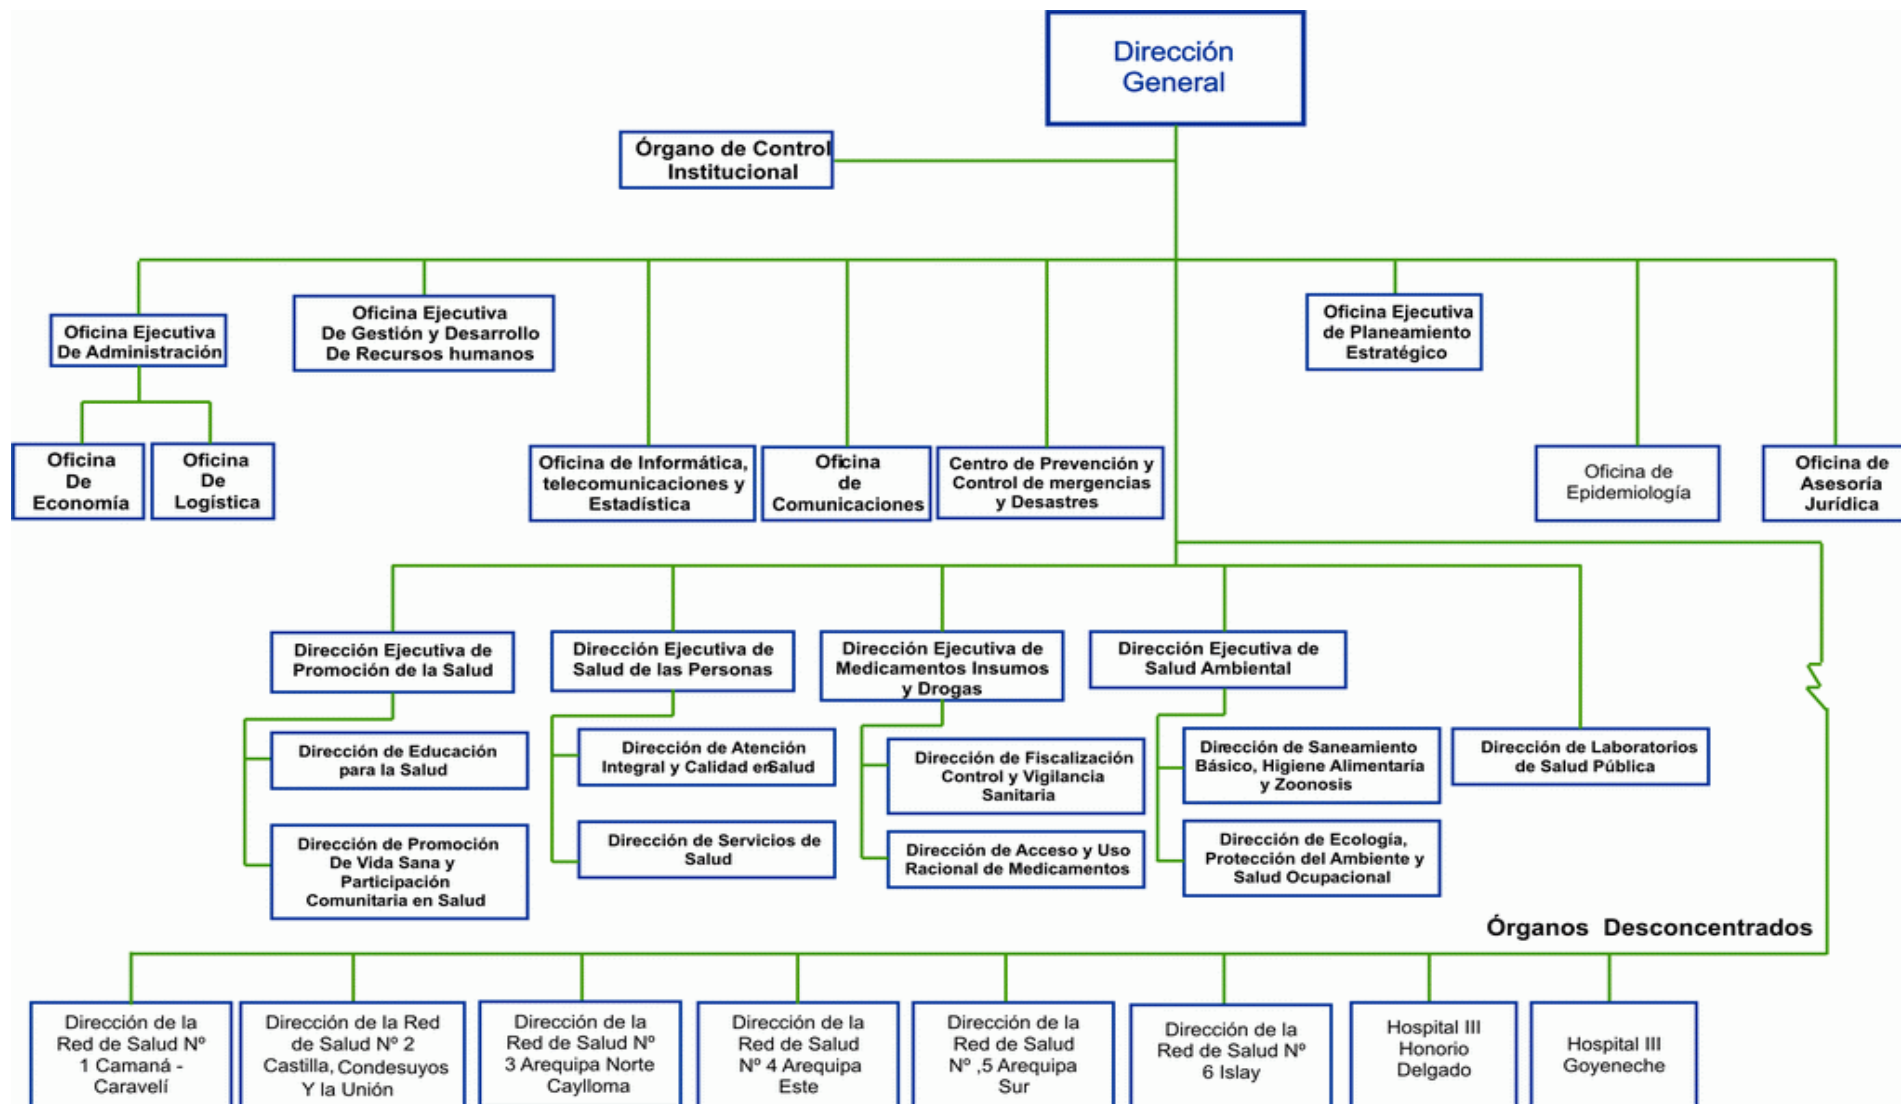 Dirección
General
Órgano de Control
Institucional
Oficina Ejecutiva
De Administración
Oficina Ejecutiva
De Gestión y Desarrollo
De Recursos humanos
Oficina Ejecutiva
de Planeamiento
Estratégico
Oficina
De
Economía
Oficina
De
Logística
Oficina de Informática,
telecomunicaciones y
Estadística
Oficina
de
Comunicaciones
Centro de Prevención y
Control de mergencias
y Desastres
Oficina de
Epidemiología
Oficina de
Asesoría
Jurídica
Dirección Ejecutiva de
Promoción de la Salud
Dirección Ejecutiva de
Salud de las Personas
Dirección Ejecutiva de
Medicamentos Insumos
y Drogas
Dirección Ejecutiva de
Salud Ambiental
Dirección de Educación
para la Salud
Dirección de Atención
Integral y Calidad enSalud
Dirección de Fiscalización
Control y Vigilancia
Sanitaria
Dirección de Saneamiento
Básico, Higiene Alimentaria
y Zoonosis
Dirección de Laboratorios
de Salud Pública
Dirección de Promoción
De Vida Sana y
Participación
Comunitaria en Salud
Dirección de Servicios de
Salud
Dirección de Acceso y Uso
Racional de Medicamentos
Dirección de Ecología,
Protección del Ambiente y
Salud Ocupacional
Órganos Desconcentrados
Dirección de la
Red de Salud Nº
1 Camaná -
Caravelí
Dirección de la Red
de Salud Nº 2
Castilla, Condesuyos
Y la Unión
Dirección de la
Red de Salud Nº
3 Arequipa Norte
Caylloma
Dirección de la
Red de Salud
Nº 4 Arequipa
Este
Dirección de la
Red de Salud
Nº ,5 Arequipa
Sur
Dirección de la
Red de Salud Nº
6 Islay
Hospital III
Honorio
Delgado
Hospital III
Goyeneche